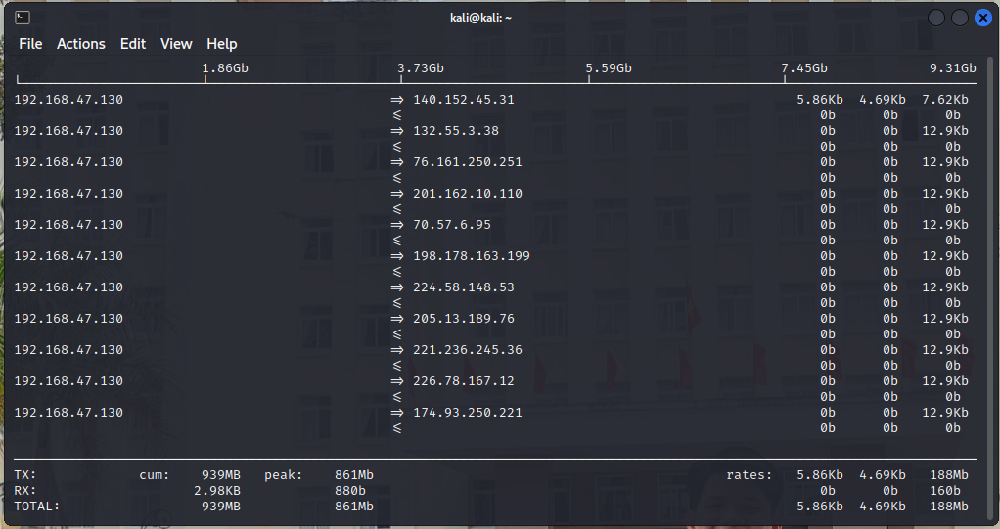 kali@kali: ~
File Actions Edit View Help
1.86Gb 3.73Gb 5.59Gb 7.45Gb 9.31Gb
192.168.47.130 => 140.152.45.31 5.86Kb 4.69Kb 7.62Kb
<= 0b 0b 0b
192.168.47.130 => 132.55.3.38 0b 0b 12.9Kb
<= 0b 0b 0b
192.168.47.130 => 76.161.250.251 0b 0b 12.9Kb
<= 0b 0b 0b
192.168.47.130 => 201.162.10.110 0b 0b 12.9Kb
<= 0b 0b 0b
192.168.47.130 => 70.57.6.95 0b 0b 12.9Kb
<= 0b 0b 0b
192.168.47.130 => 198.178.163.199 0b 0b 12.9Kb
<= 0b 0b 0b
192.168.47.130 => 224.58.148.53 0b 0b 12.9Kb
<= 0b 0b 0b
192.168.47.130 => 205.13.189.76 0b 0b 12.9Kb
<= 0b 0b 0b
192.168.47.130 => 221.236.245.36 0b 0b 12.9Kb
<= 0b 0b 0b
192.168.47.130 => 226.78.167.12 0b 0b 12.9Kb
<= 0b 0b 0b
192.168.47.130 => 174.93.250.221 0b 0b 12.9Kb
<= 0b 0b 0b
TX: cum: 939MB peak: 861Mb rates: 5.86Kb 4.69Kb 188Mb
RX: 2.98KB 880b 0b 0b 160b
TOTAL: 939MB 861Mb 5.86Kb 4.69Kb 188Mb